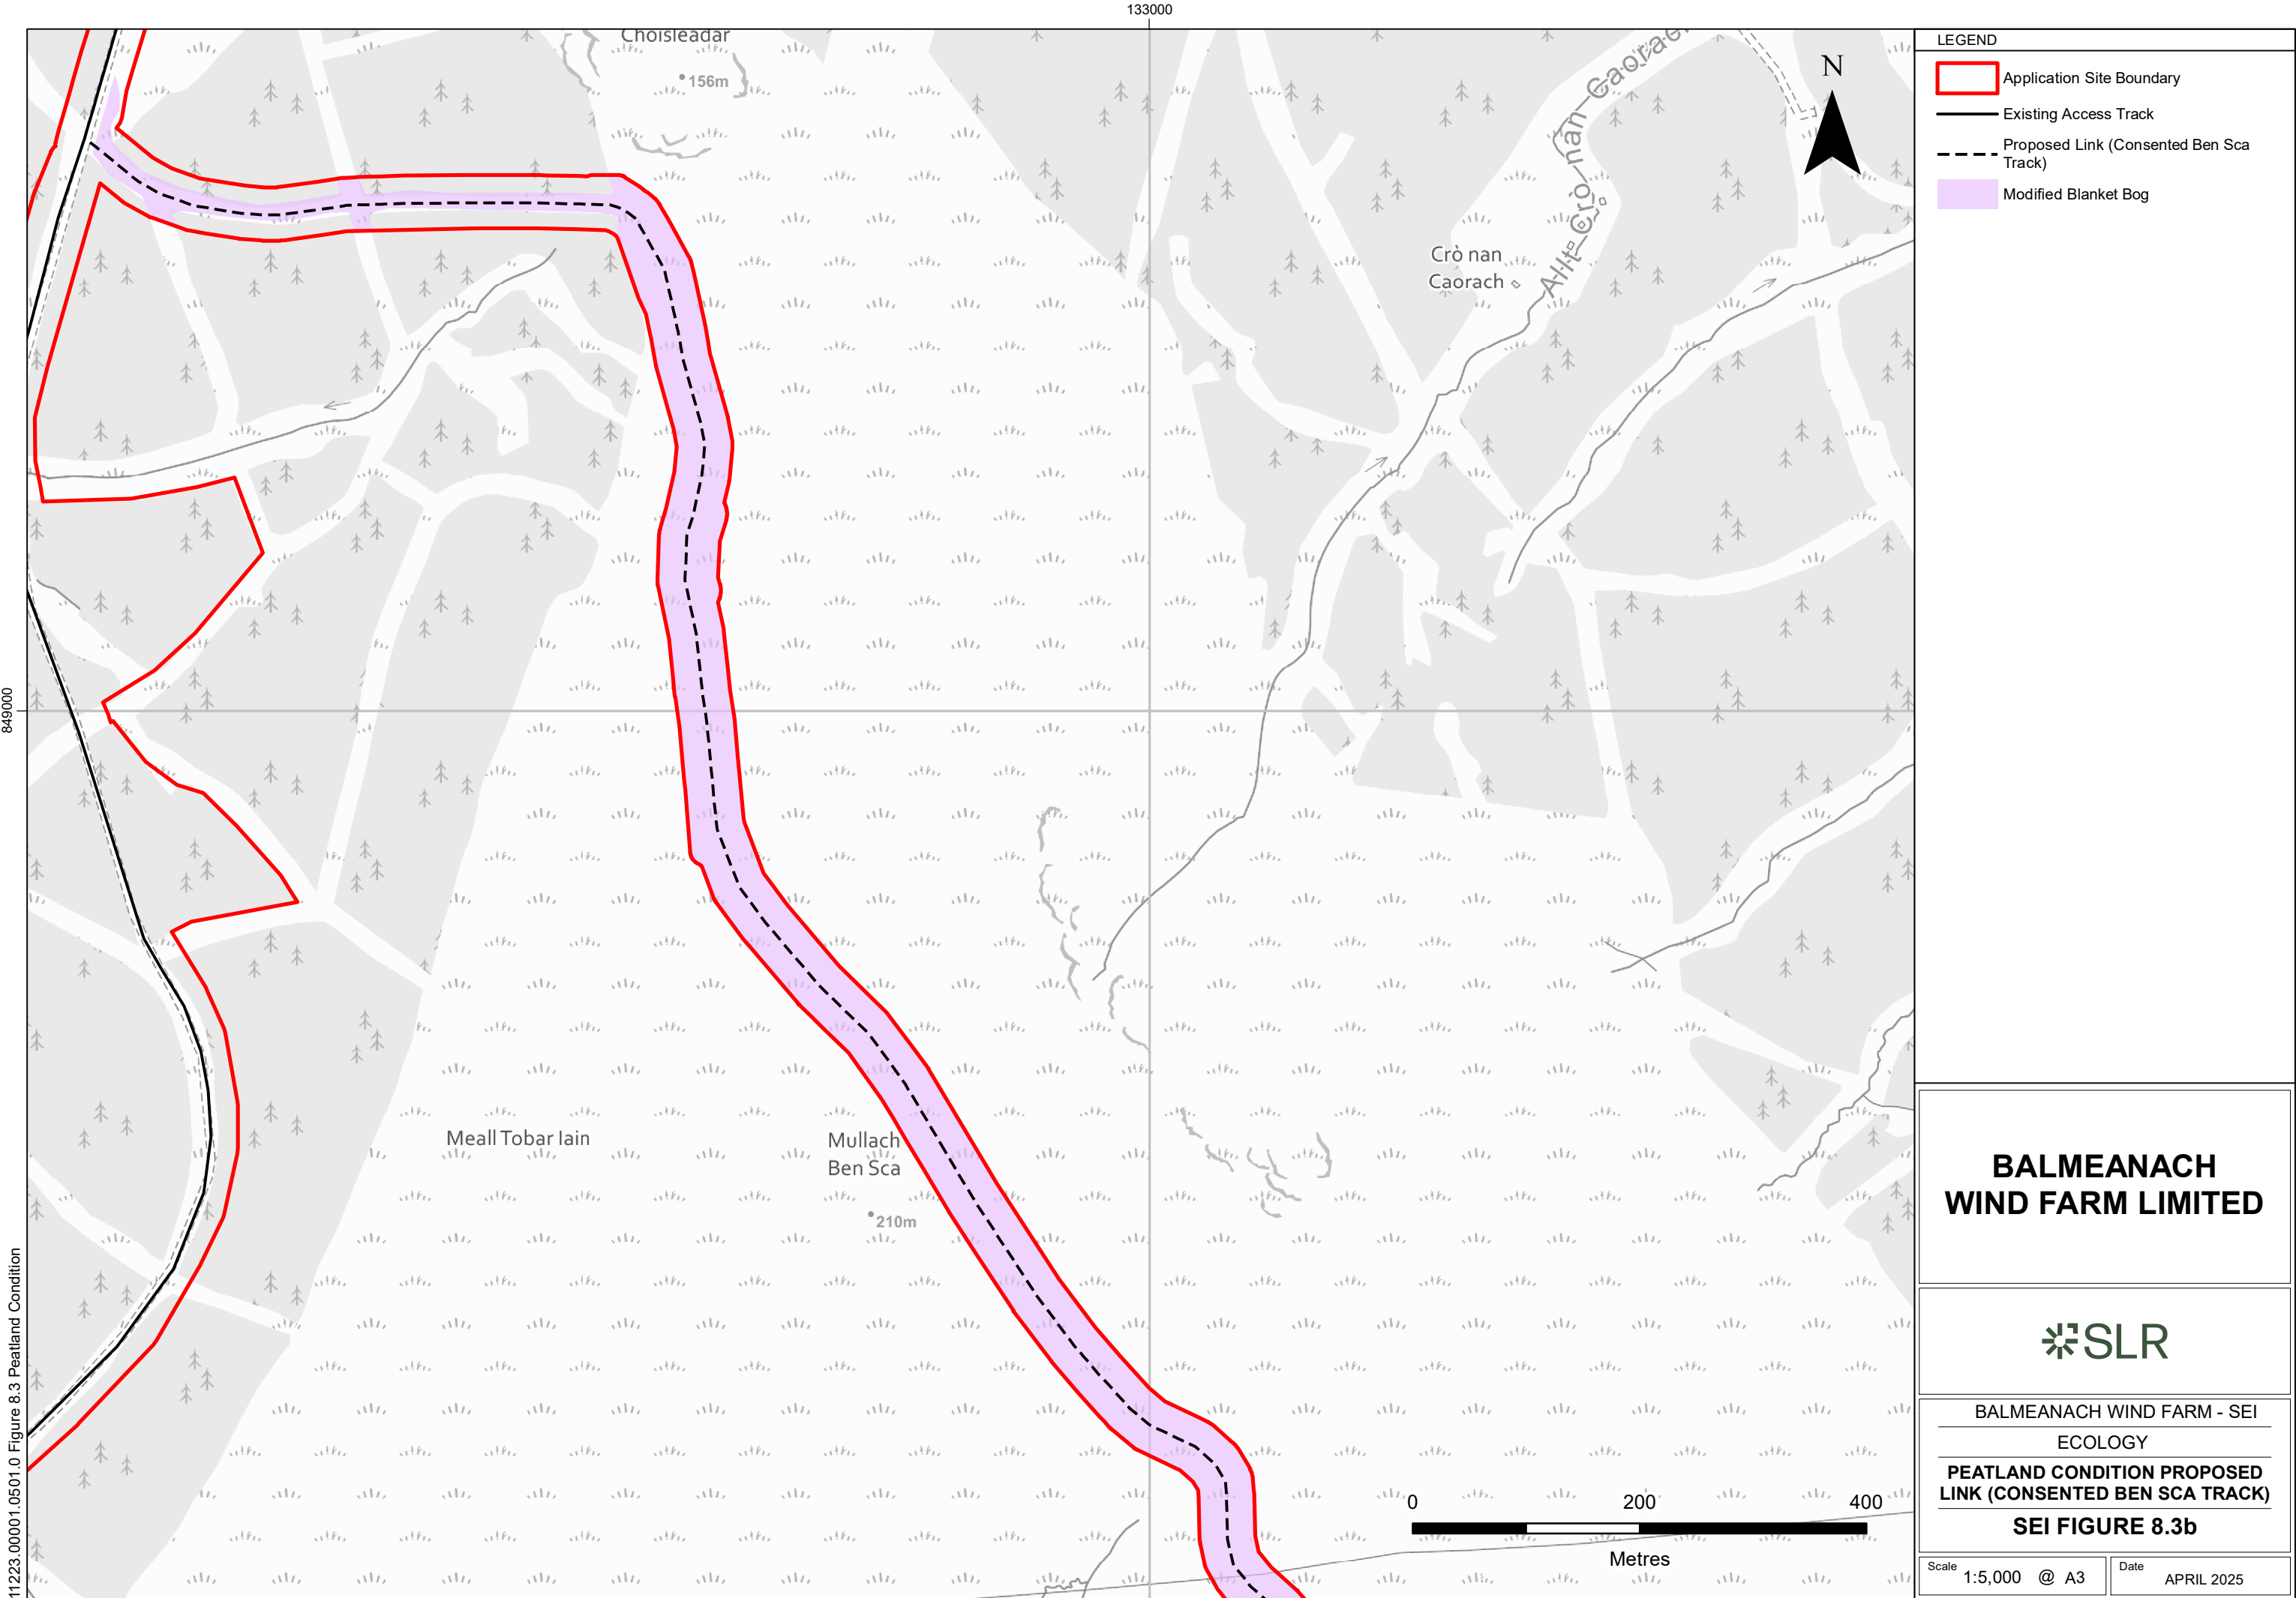 133000
849000
Choisleadar
156m
Allt Crò nan Caorach
Crò nan
Caorach
Meall Tobar Iain
Mullach
Ben Sca
210m
N
0 200 400
Metres
11223.00001.0501.0 Figure 8.3 Peatland Condition
LEGEND
Application Site Boundary
Existing Access Track
Proposed Link (Consented Ben Sca
Track)
Modified Blanket Bog
BALMEANACH
WIND FARM LIMITED
SLR
BALMEANACH WIND FARM - SEI
ECOLOGY
PEATLAND CONDITION PROPOSED
LINK (CONSENTED BEN SCA TRACK)
SEI FIGURE 8.3b
Scale 1:5,000 @ A3
Date APRIL 2025